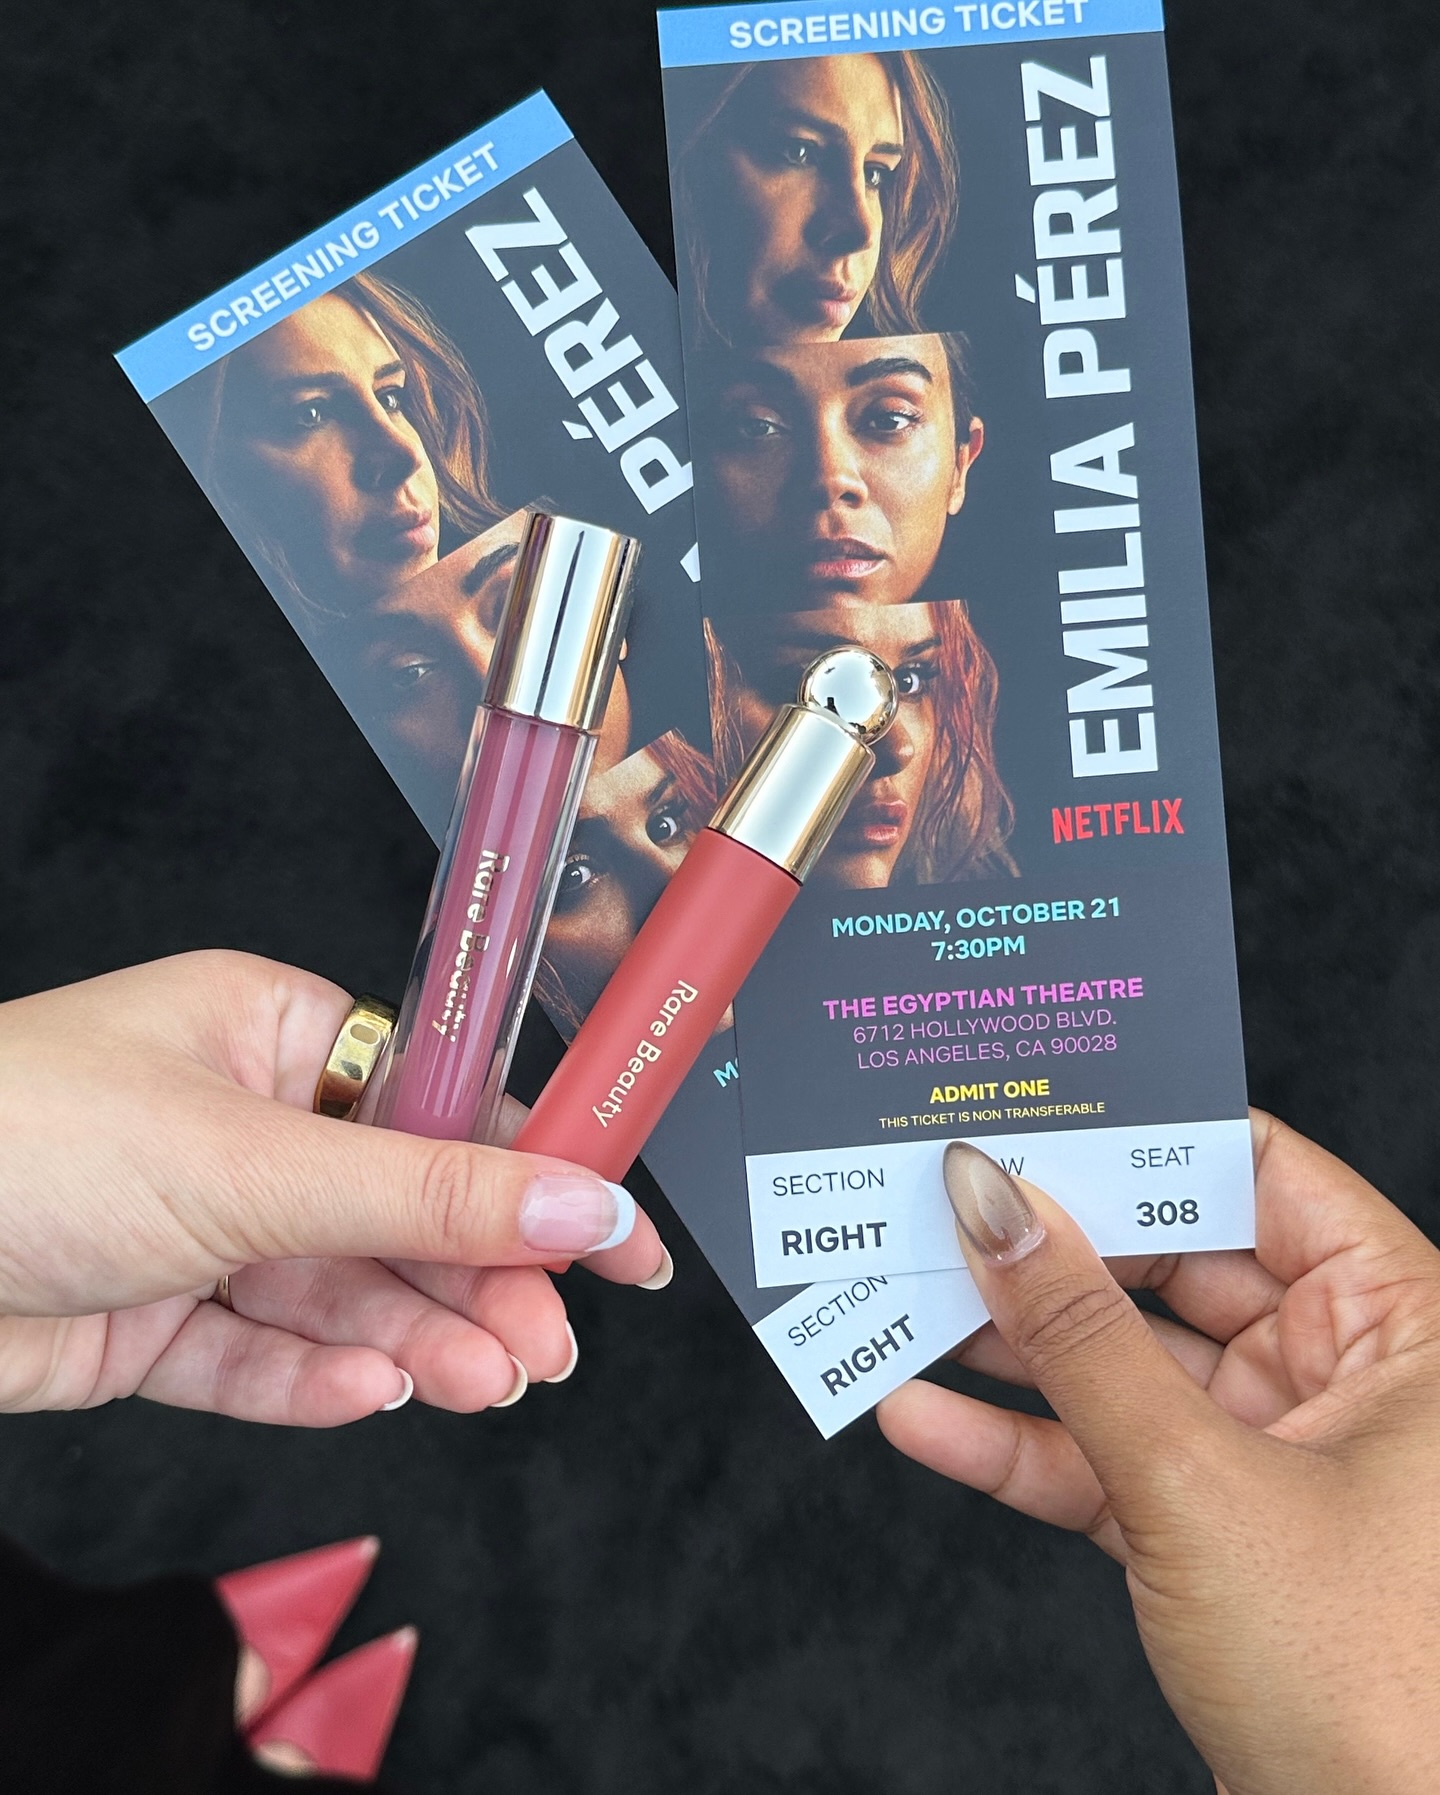 SCREENING TICKET
EMILIA PÉREZ
NETFLIX
MONDAY, OCTOBER 21
7:30PM
THE EGYPTIAN THEATRE
6712 HOLLYWOOD BLVD.
LOS ANGELES, CA 90028
ADMIT ONE
THIS TICKET IS NON TRANSFERABLE
SECTION
SEAT
RIGHT
308
SCREENING TICKET
PÉREZ
SECTION
RIGHT
Rare Beauty
Rare Beauty